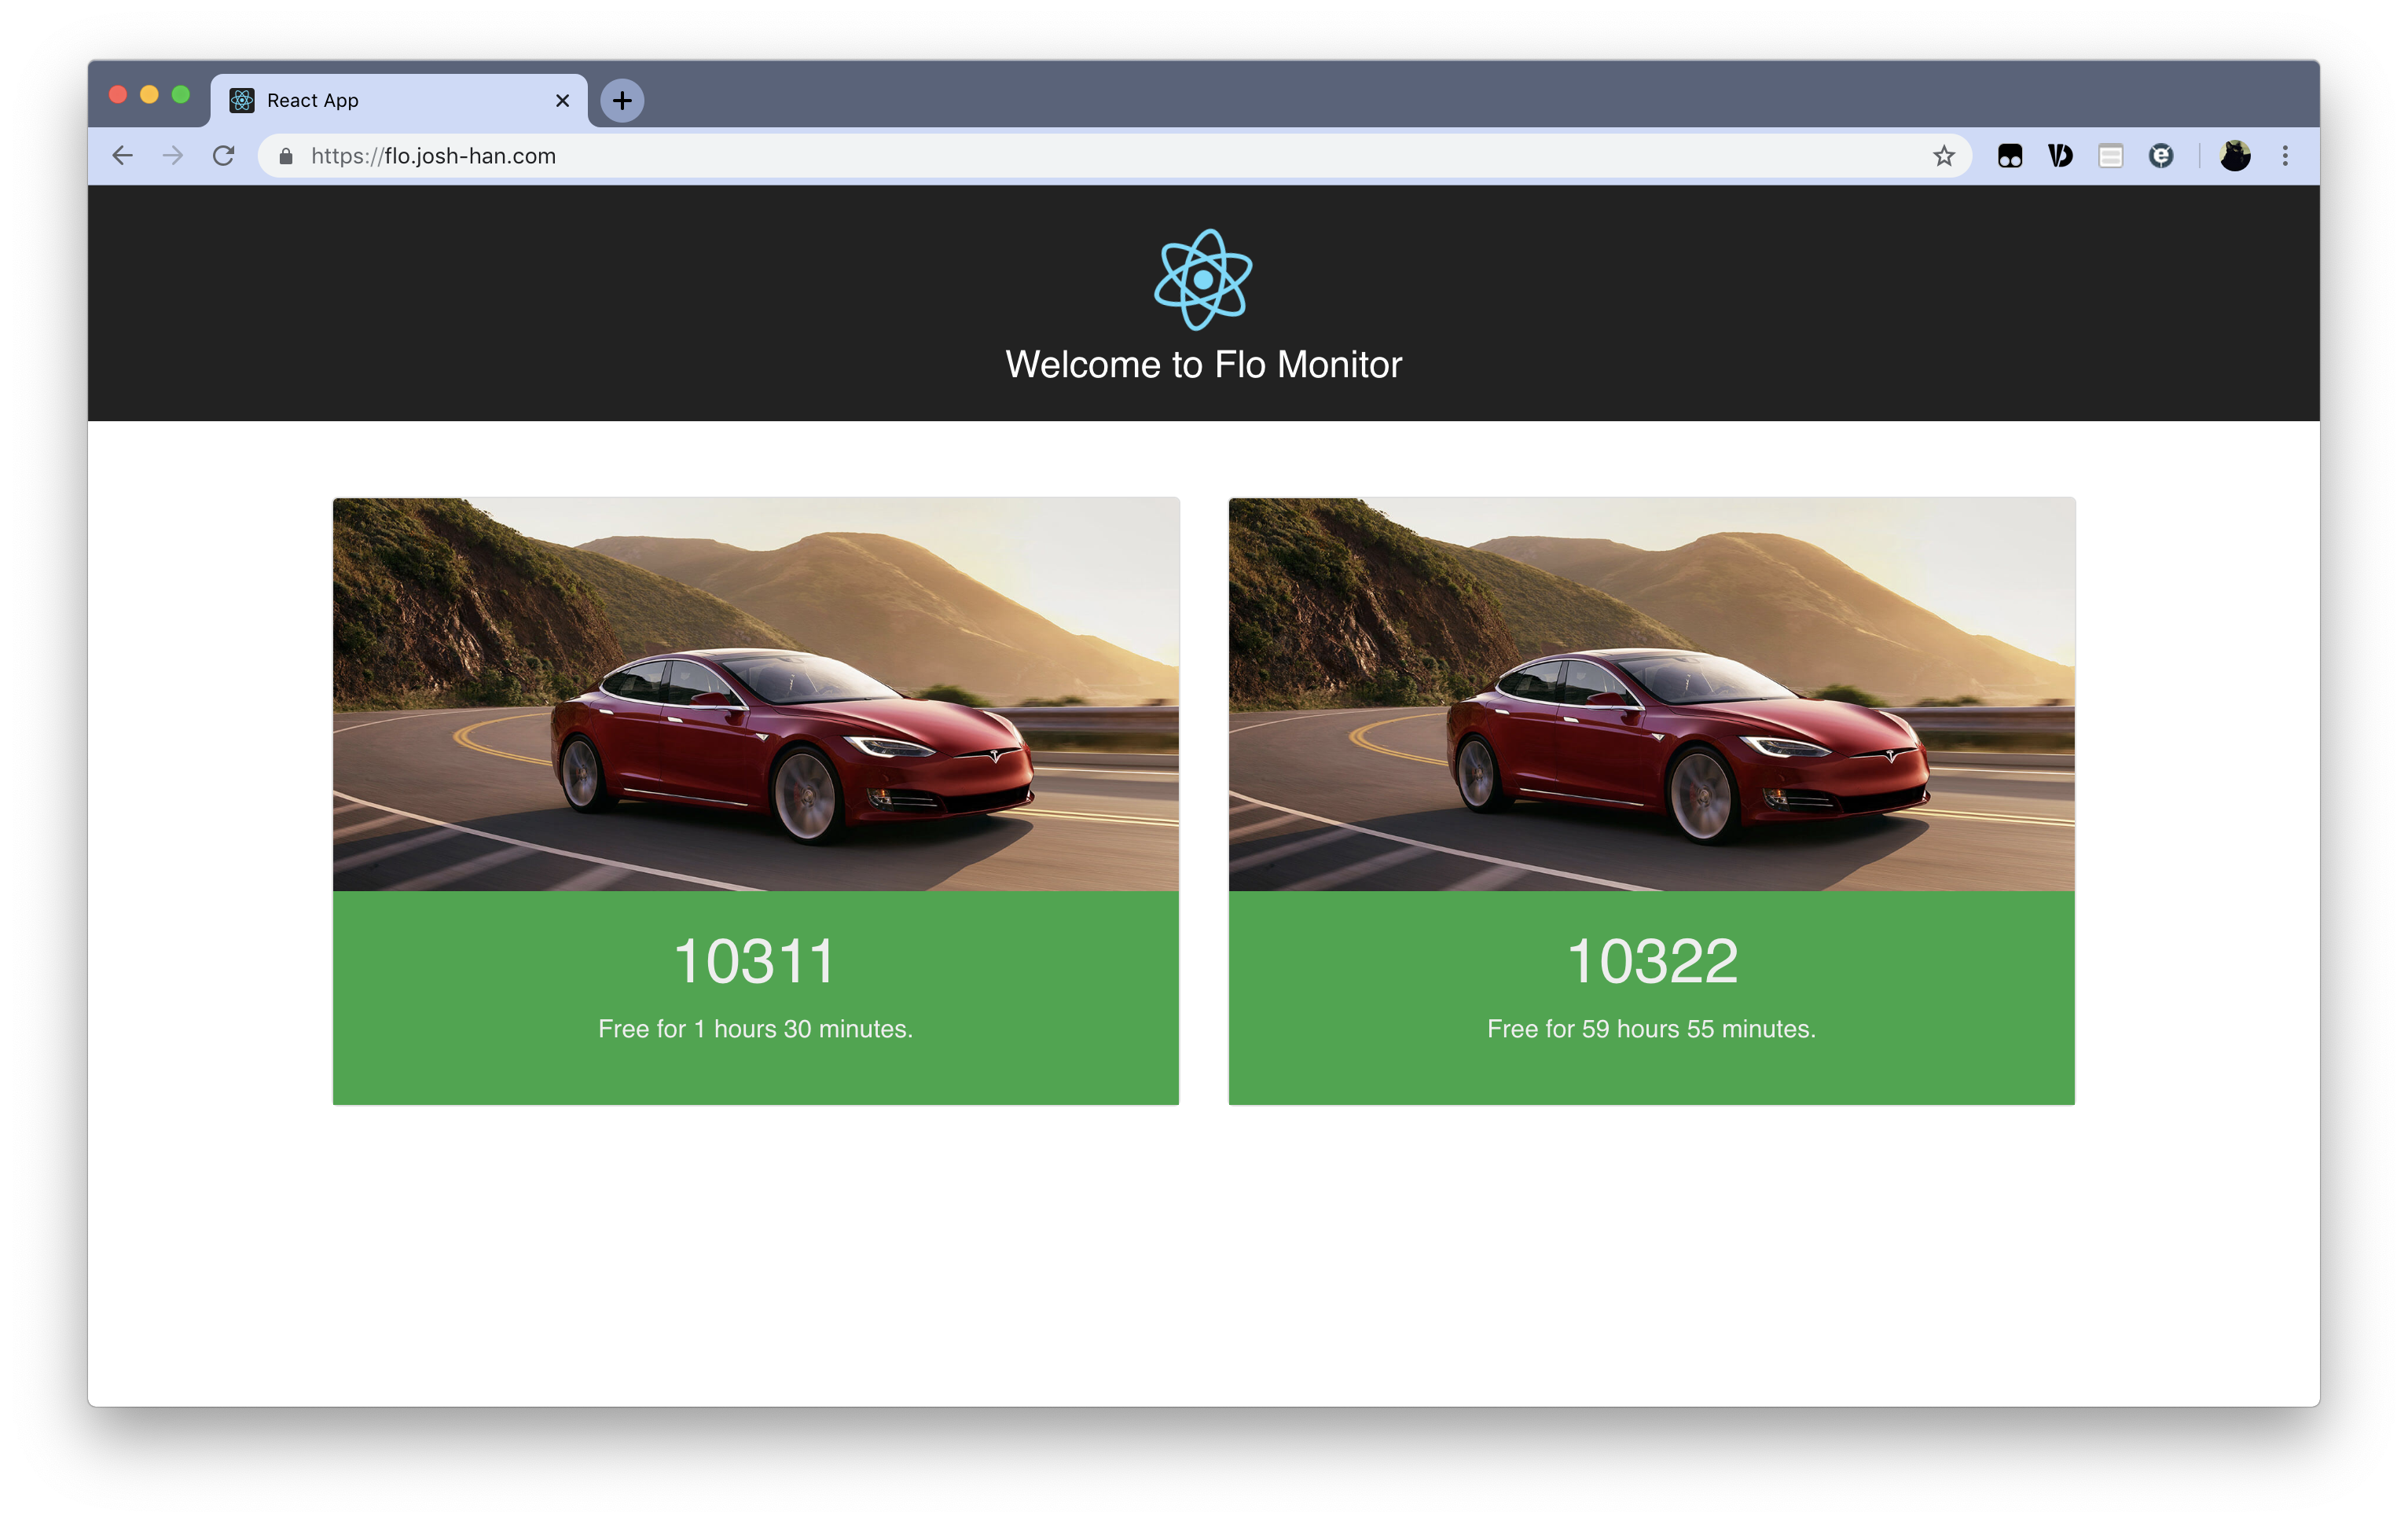 React App
https://flo.josh-han.com
Welcome to Flo Monitor
10311
Free for 1 hours 30 minutes.
10322
Free for 59 hours 55 minutes.